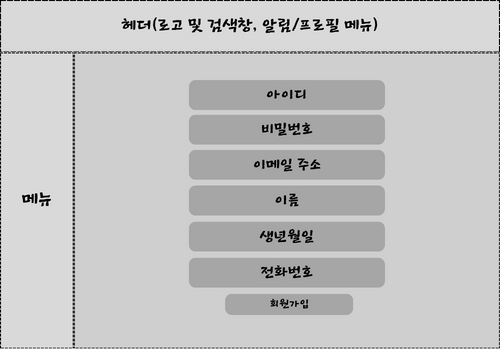 헤더(로고 및 검색창, 알림/프로필 메뉴)
메뉴
아이디
비밀번호
이메일 주소
이름
생년월일
전화번호
회원가입